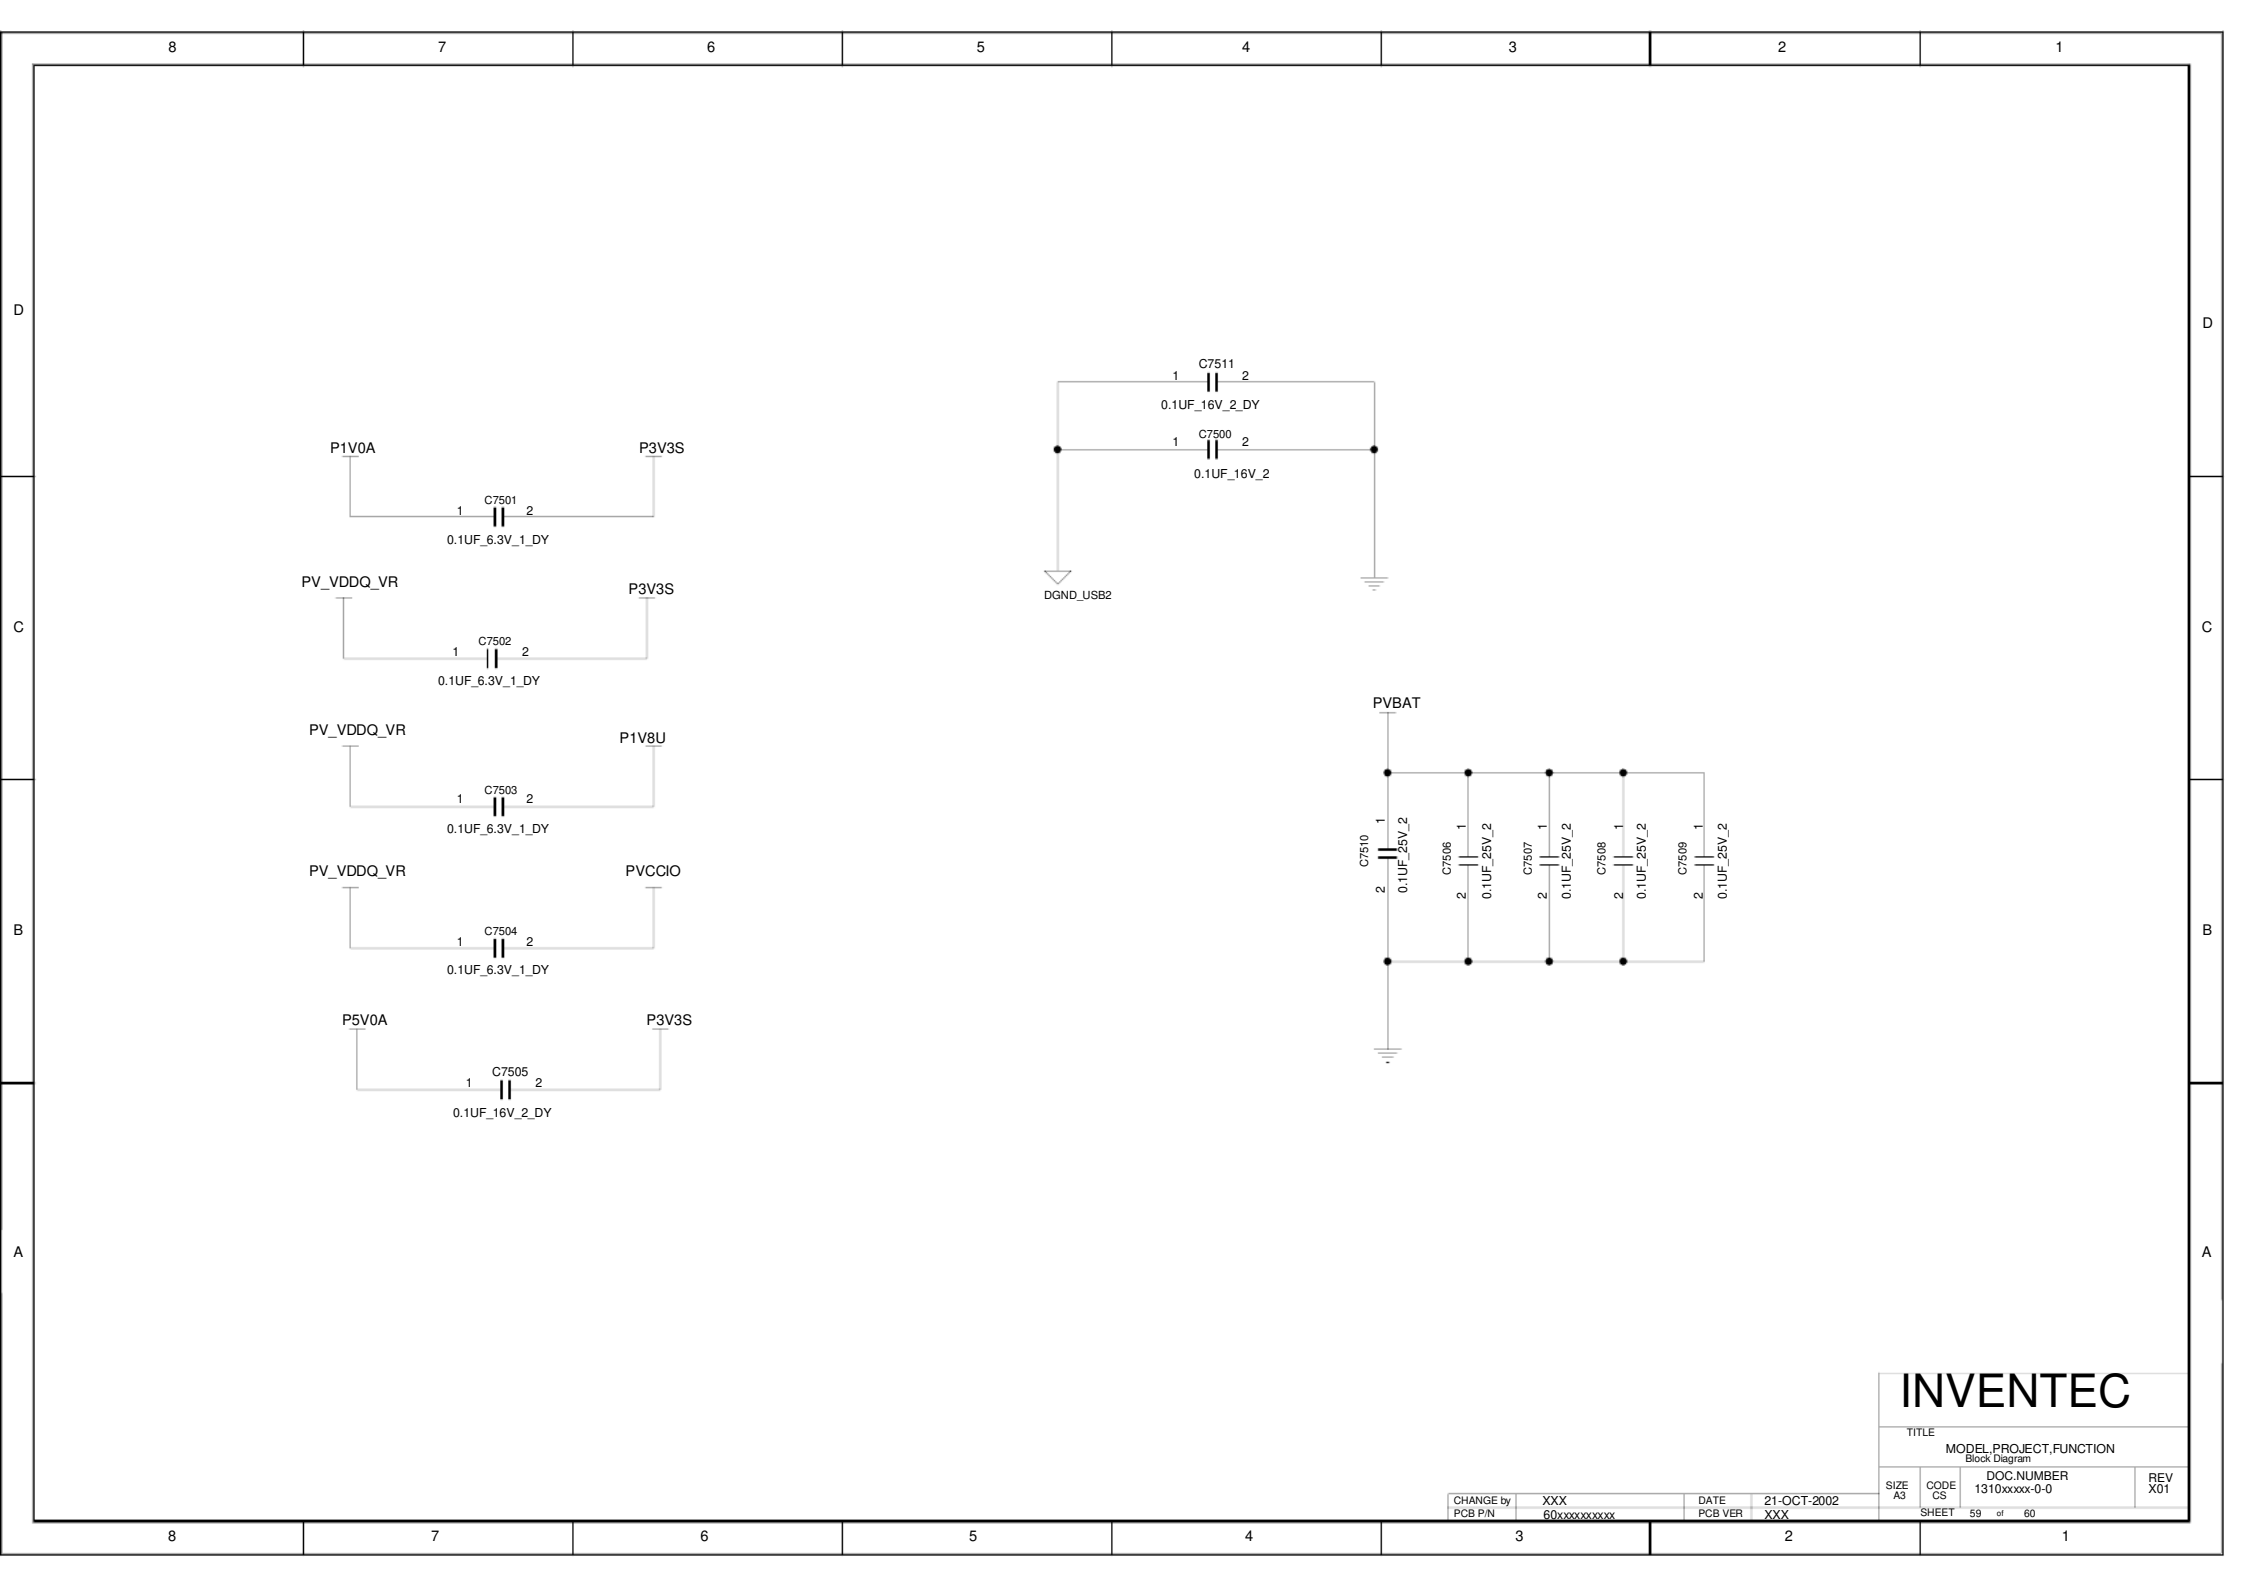 8 7 6 5 4 3 2 1
D
D
C7511
1 2
0.1UF_16V_2_DY
C7500
1 2
0.1UF_16V_2
P1V0A P3V3S
C7501
1 2
0.1UF_6.3V_1_DY
PV_VDDQ_VR P3V3S
DGND_USB2
C
C
C7502
1 2
0.1UF_6.3V_1_DY
PVBAT
PV_VDDQ_VR P1V8U
C7503
1 2
0.1UF_6.3V_1_DY
C7510
1 2
0.1UF_25V_2
C7506
1 2
0.1UF_25V_2
C7507
1 2
0.1UF_25V_2
C7508
1 2
0.1UF_25V_2
C7509
1 2
0.1UF_25V_2
PV_VDDQ_VR PVCCIO
B
B
C7504
1 2
0.1UF_6.3V_1_DY
P5V0A P3V3S
C7505
1 2
0.1UF_16V_2_DY
A
A
INVENTEC
TITLE
MODEL,PROJECT,FUNCTION
Block Diagram
SIZE
A3
CODE
CS
DOC.NUMBER
1310xxxxx-0-0
REV
X01
CHANGE by XXX DATE 21-OCT-2002
PCB P/N 60xxxxxxxxxx PCB VER XXX
SHEET 59 of 60
8 7 6 5 4 3 2 1